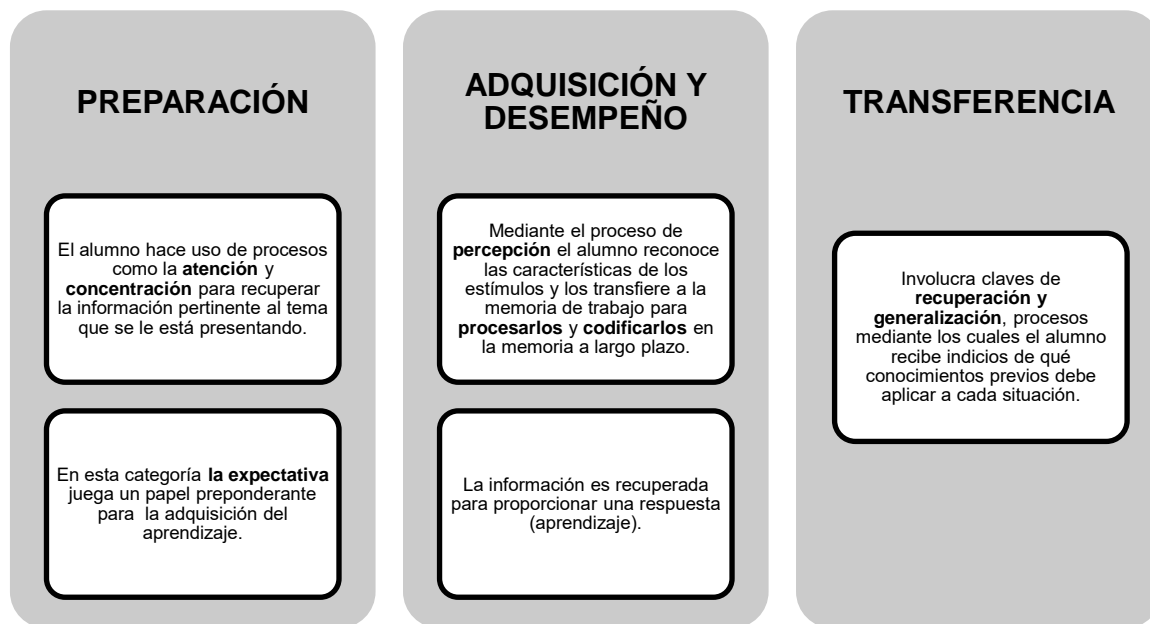 PREPARACIÓN
El alumno hace uso de procesos
como la atención y
concentración para recuperar
la información pertinente al tema
que se le está presentando.
En esta categoría la expectativa
juega un papel preponderante
para la adquisición del
aprendizaje.
ADQUISICIÓN Y
DESEMPEÑO
Mediante el proceso de
percepción el alumno reconoce
las características de los
estímulos y los transfiere a la
memoria de trabajo para
procesarlos y codificarlos en
la memoria a largo plazo.
La información es recuperada
para proporcionar una respuesta
(aprendizaje).
TRANSFERENCIA
Involucra claves de
recuperación y
generalización, procesos
mediante los cuales el alumno
recibe indicios de qué
conocimientos previos debe
aplicar a cada situación.